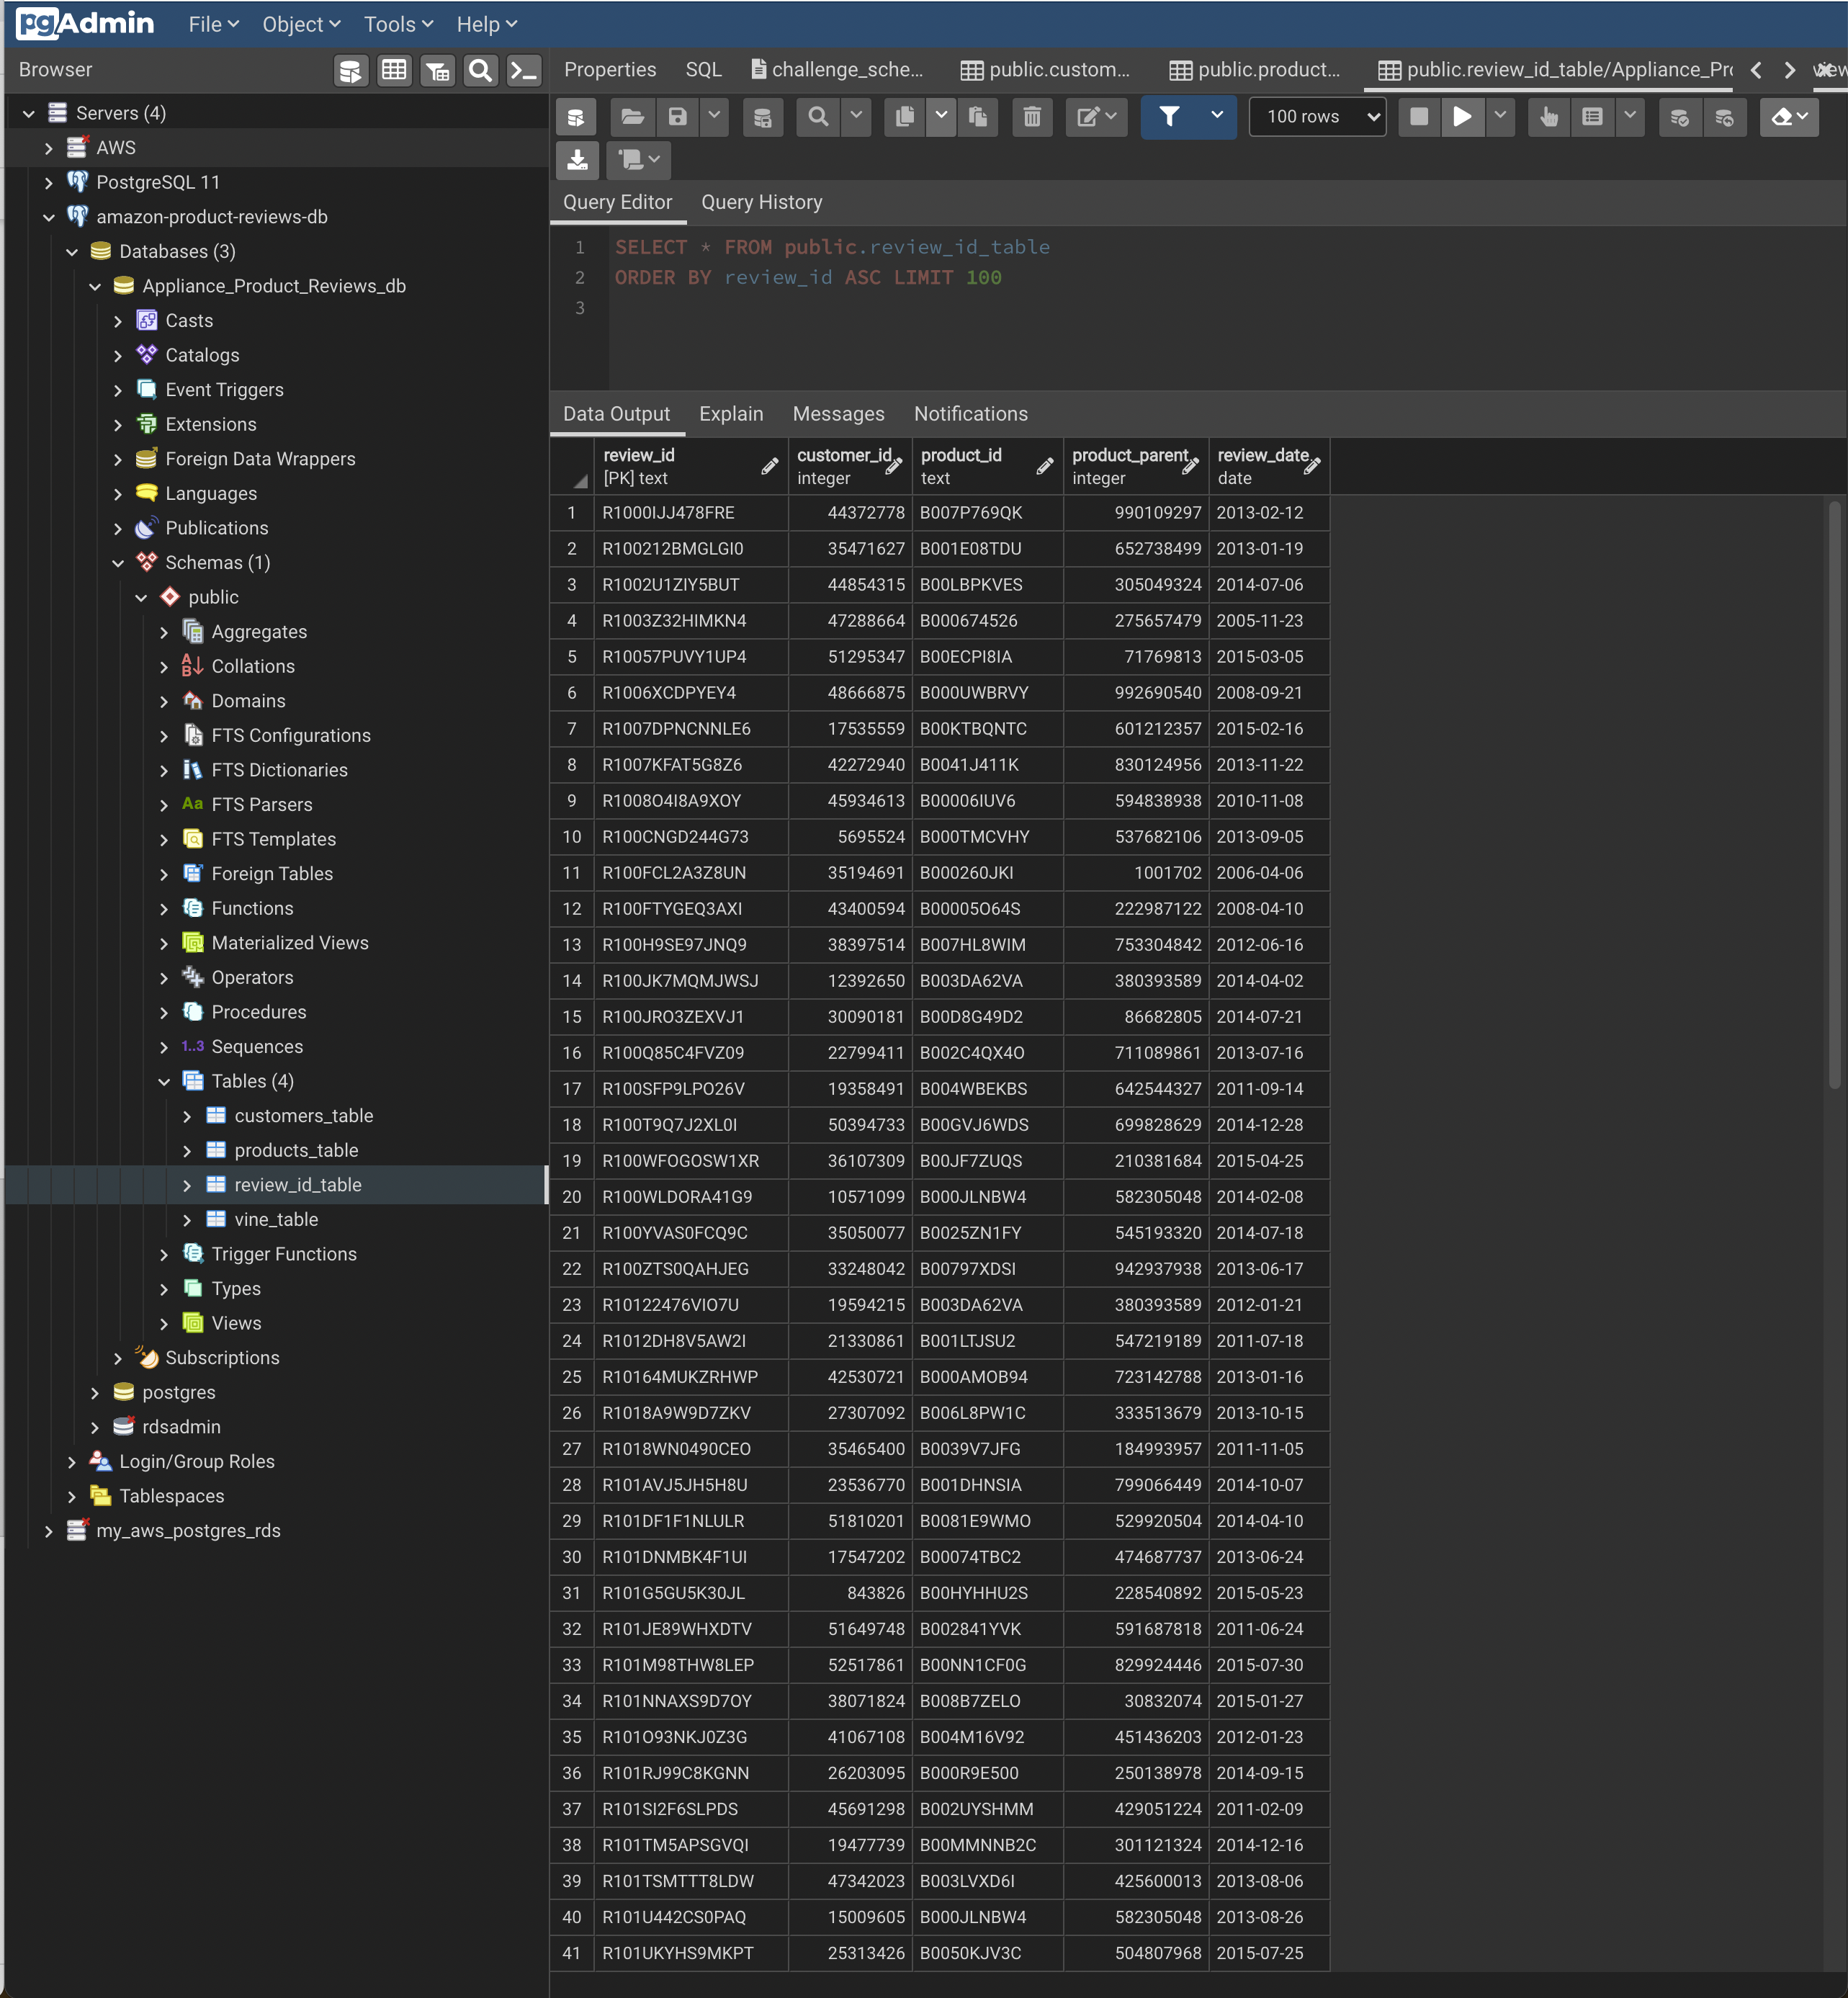 pgAdmin File Object Tools Help
Browser
Properties SQL challenge_sche... public.custom... public.product... public.review_id_table/Appliance_Pro
100 rows
Query Editor Query History
1 SELECT * FROM public.review_id_table
2 ORDER BY review_id ASC LIMIT 100
3
Servers (4)
AWS
PostgreSQL 11
amazon-product-reviews-db
Databases (3)
Appliance_Product_Reviews_db
Casts
Catalogs
Event Triggers
Extensions
Foreign Data Wrappers
Languages
Publications
Schemas (1)
public
Aggregates
Collations
Domains
FTS Configurations
FTS Dictionaries
Aa FTS Parsers
FTS Templates
Foreign Tables
Functions
Materialized Views
Operators
Procedures
1..3 Sequences
Tables (4)
customers_table
products_table
review_id_table
vine_table
Trigger Functions
Types
Views
Subscriptions
postgres
rdsadmin
Login/Group Roles
Tablespaces
my_aws_postgres_rds
Data Output Explain Messages Notifications
review_id customer_id product_id product_parent review_date
[PK] text integer text integer date
1 R1000IJJ478FRE 44372778 B007P769QK 990109297 2013-02-12
2 R100212BMGLGI0 35471627 B001E08TDU 652738499 2013-01-19
3 R1002U1ZIY5BUT 44854315 B00LBPKVES 305049324 2014-07-06
4 R1003Z32HIMKN4 47288664 B000674526 275657479 2005-11-23
5 R10057PUVY1UP4 51295347 B00ECPI8IA 71769813 2015-03-05
6 R1006XCDPYEY4 48666875 B000UWBRVY 992690540 2008-09-21
7 R1007DPNCNNLE6 17535559 B00KTBQNTC 601212357 2015-02-16
8 R1007KFAT5G8Z6 42272940 B0041J411K 830124956 2013-11-22
9 R1008O4I8A9XOY 45934613 B00006IUV6 594838938 2010-11-08
10 R100CNGD244G73 5695524 B000TMCVHY 537682106 2013-09-05
11 R100FCL2A3Z8UN 35194691 B000260JKI 1001702 2006-04-06
12 R100FTYGEQ3AXI 43400594 B00005O64S 222987122 2008-04-10
13 R100H9SE97JNQ9 38397514 B007HL8WIM 753304842 2012-06-16
14 R100JK7MQMJWSJ 12392650 B003DA62VA 380393589 2014-04-02
15 R100JRO3ZEXVJ1 30090181 B00D8G49D2 86682805 2014-07-21
16 R100Q85C4FVZ09 22799411 B002C4QX4O 711089861 2013-07-16
17 R100SFP9LPO26V 19358491 B004WBEKBS 642544327 2011-09-14
18 R100T9Q7J2XL0I 50394733 B00GVJ6WDS 699828629 2014-12-28
19 R100WFOGOSW1XR 36107309 B00JF7ZUQS 210381684 2015-04-25
20 R100WLDORA41G9 10571099 B000JLNBW4 582305048 2014-02-08
21 R100YVAS0FCQ9C 35050077 B0025ZN1FY 545193320 2014-07-18
22 R100ZTS0QAHJEG 33248042 B00797XDSI 942937938 2013-06-17
23 R10122476VIO7U 19594215 B003DA62VA 380393589 2012-01-21
24 R1012DH8V5AW2I 21330861 B001LTJSU2 547219189 2011-07-18
25 R10164MUKZRHWP 42530721 B000AMOB94 723142788 2013-01-16
26 R1018A9W9D7ZKV 27307092 B006L8PW1C 333513679 2013-10-15
27 R1018WN0490CEO 35465400 B0039V7JFG 184993957 2011-11-05
28 R101AVJ5JH5H8U 23536770 B001DHNSIA 799066449 2014-10-07
29 R101DF1F1NLULR 51810201 B0081E9WMO 529920504 2014-04-10
30 R101DNMBK4F1UI 17547202 B00074TBC2 474687737 2013-06-24
31 R101G5GU5K30JL 843826 B00HYHHU2S 228540892 2015-05-23
32 R101JE89WHXDTV 51649748 B002841YVK 591687818 2011-06-24
33 R101M98THW8LEP 52517861 B00NN1CF0G 829924446 2015-07-30
34 R101NNAXS9D7OY 38071824 B008B7ZELO 30832074 2015-01-27
35 R101O93NKJ0Z3G 41067108 B004M16V92 451436203 2012-01-23
36 R101RJ99C8KGNN 26203095 B000R9E500 250138978 2014-09-15
37 R101SI2F6SLPDS 45691298 B002UYSHMM 429051224 2011-02-09
38 R101TM5APSGVQI 19477739 B00MMNNB2C 301121324 2014-12-16
39 R101TSMTTT8LDW 47342023 B003LVXD6I 425600013 2013-08-06
40 R101U442CS0PAQ 15009605 B000JLNBW4 582305048 2013-08-26
41 R101UKYHS9MKPT 25313426 B0050KJV3C 504807968 2015-07-25